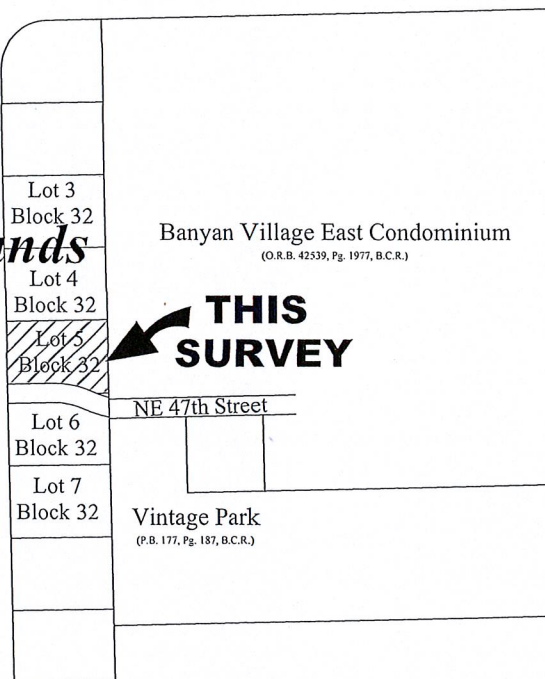 Lot 3
Block 32
Banyan Village East Condominium
(O.R.B. 42539, Pg. 1977, B.C.R.)
Lot 4
Block 32
THIS
SURVEY
Lot 5
Block 32
NE 47th Street
Lot 6
Block 32
Lot 7
Block 32
Vintage Park
(P.B. 177, Pg. 187, B.C.R.)